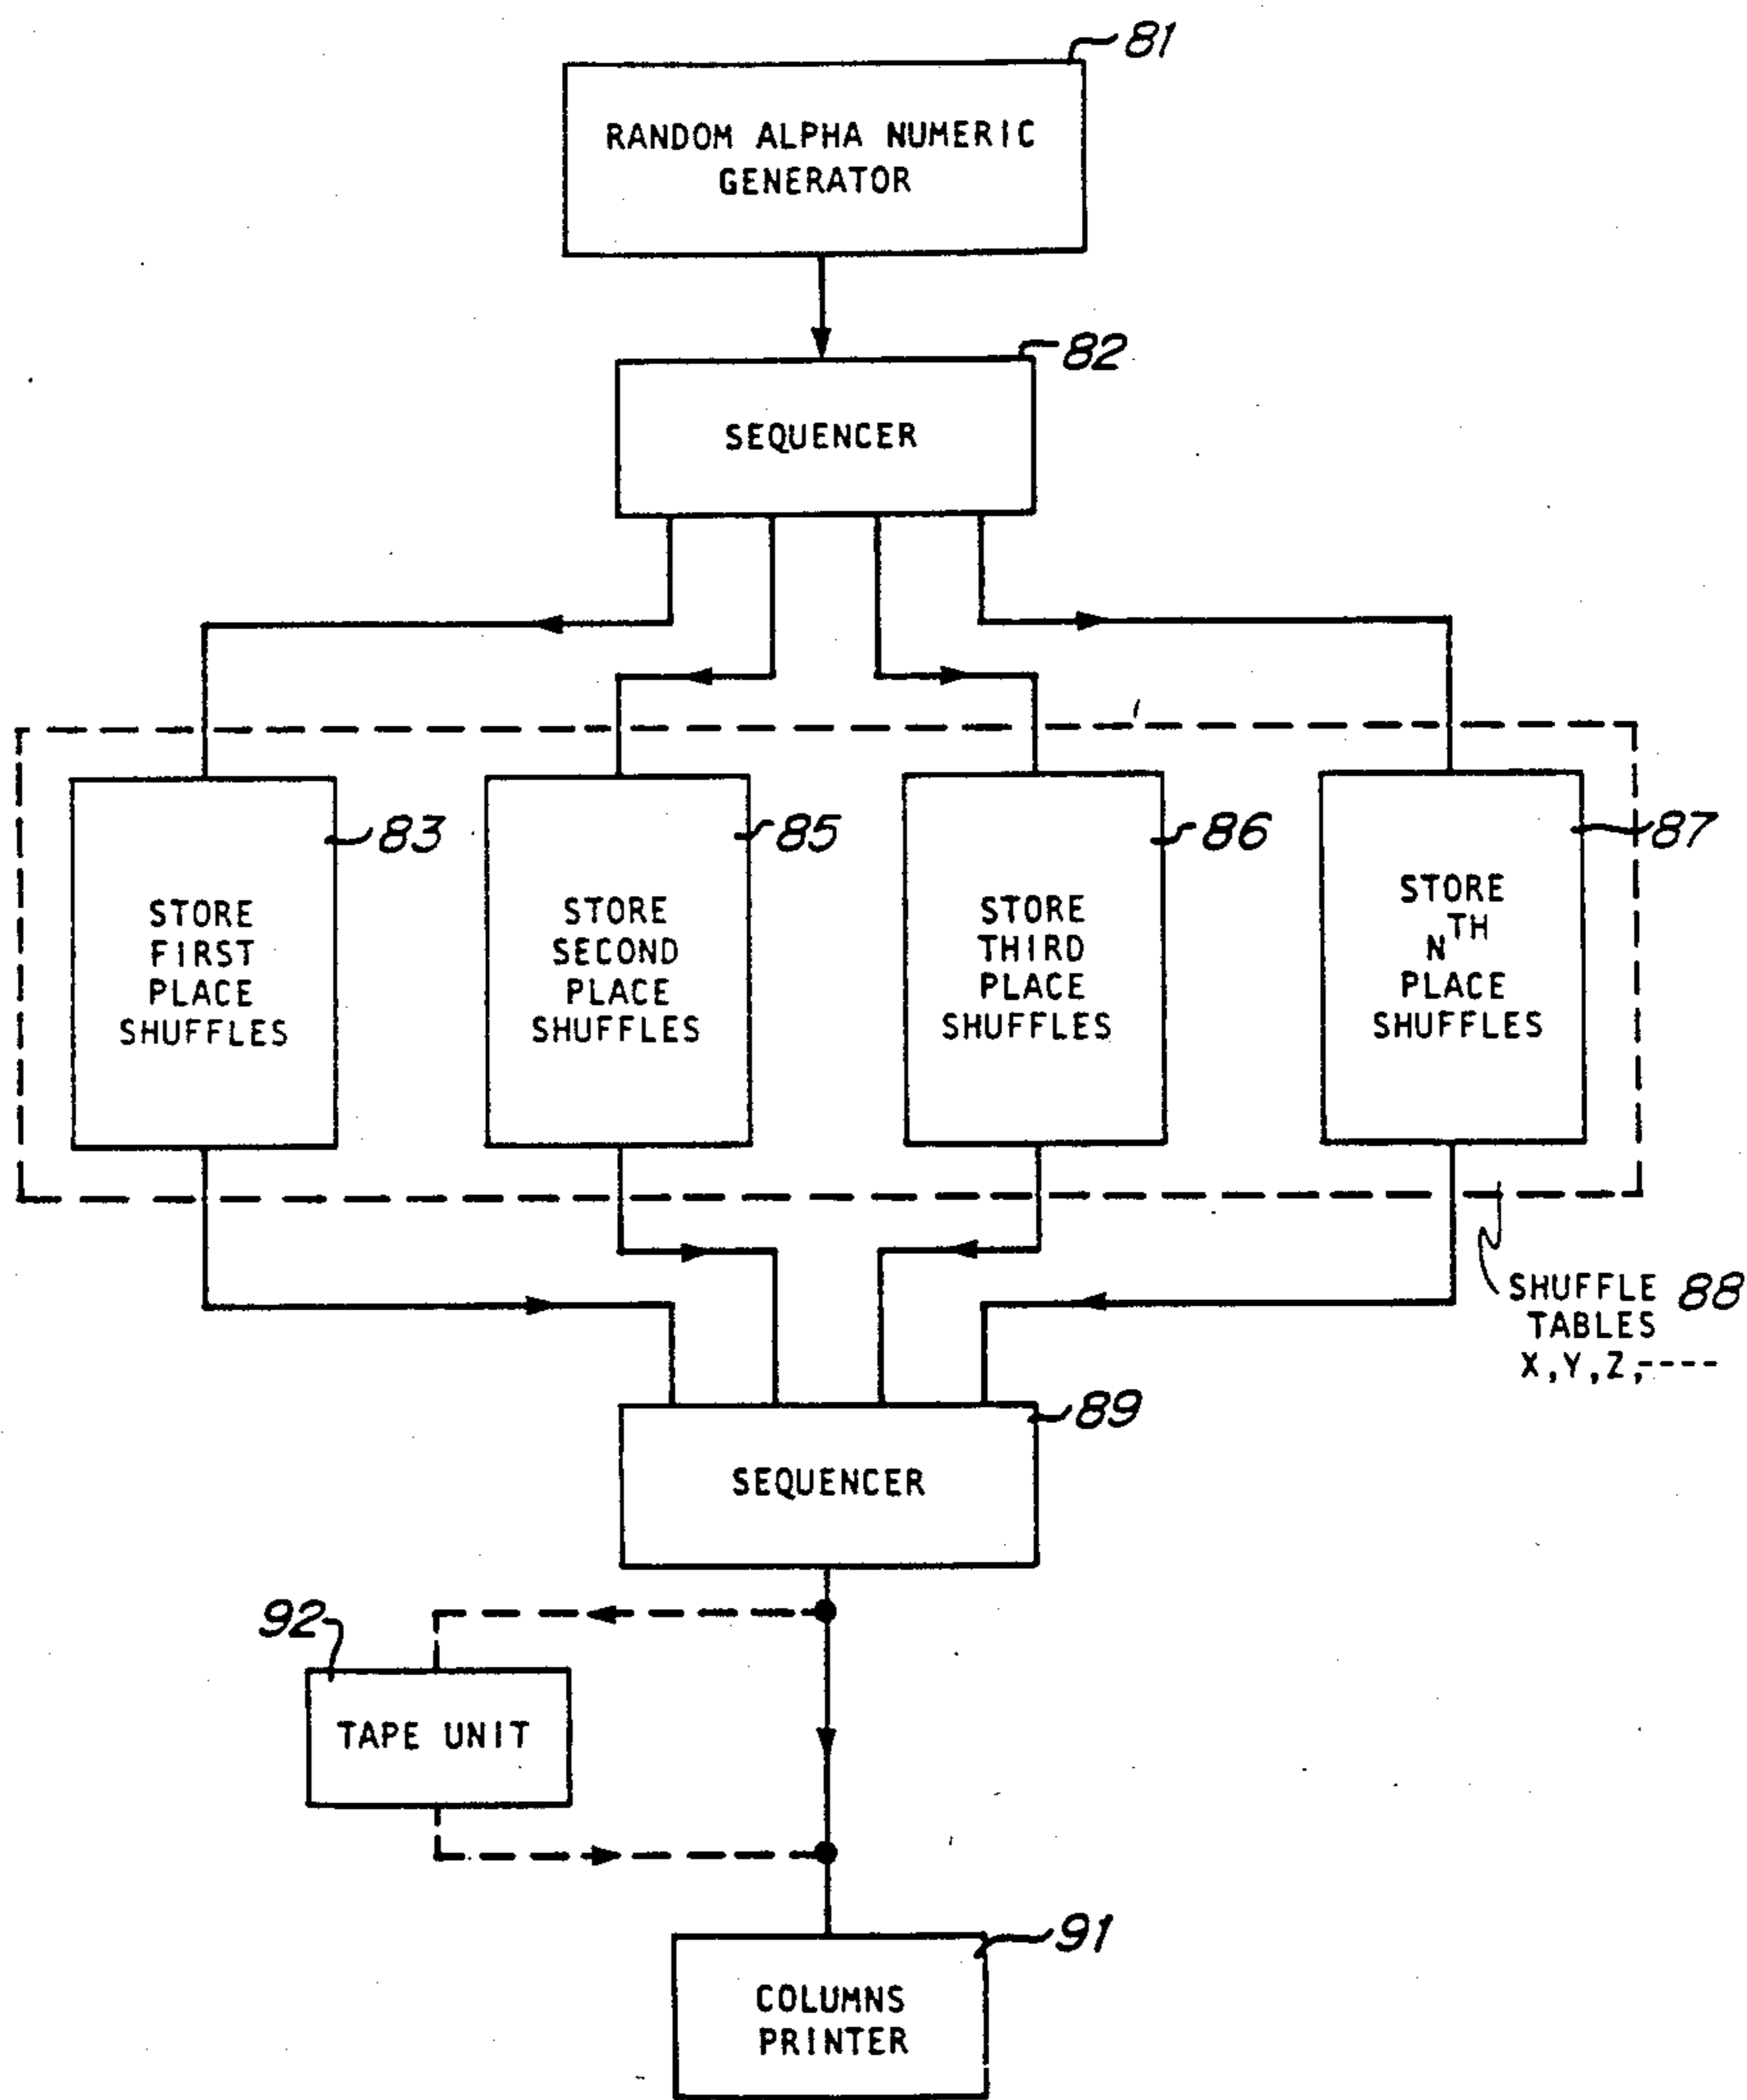 81
RANDOM ALPHA NUMERIC
GENERATOR
82
SEQUENCER
83
STORE
FIRST
PLACE
SHUFFLES
85
STORE
SECOND
PLACE
SHUFFLES
86
STORE
THIRD
PLACE
SHUFFLES
87
STORE
NTH
PLACE
SHUFFLES
SHUFFLE 88
TABLES
X,Y,Z,----
89
SEQUENCER
92
TAPE UNIT
91
COLUMNS
PRINTER